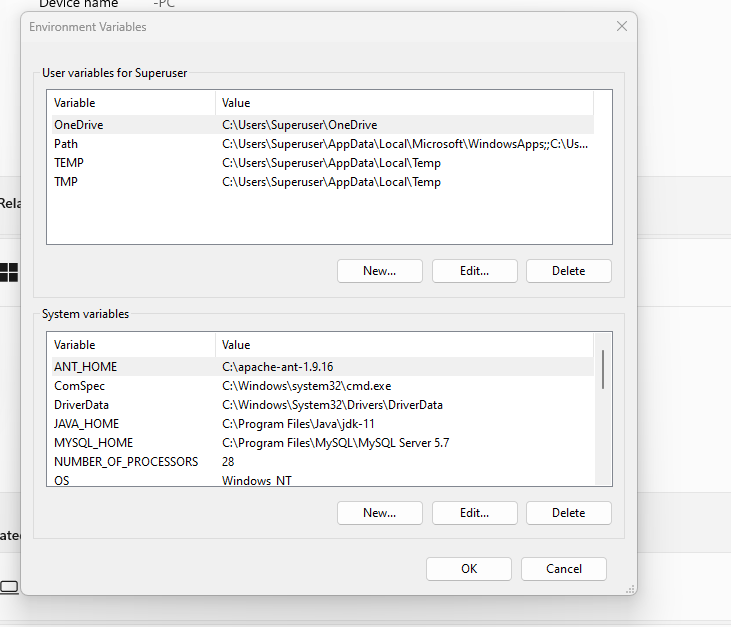 Device name -PC
Environment Variables
User variables for Superuser
Variable Value
OneDrive C:\Users\Superuser\OneDrive
Path C:\Users\Superuser\AppData\Local\Microsoft\WindowsApps;;C:\Us...
TEMP C:\Users\Superuser\AppData\Local\Temp
TMP C:\Users\Superuser\AppData\Local\Temp
Rela
New... Edit... Delete
System variables
Variable Value
ANT_HOME C:\apache-ant-1.9.16
ComSpec C:\Windows\system32\cmd.exe
DriverData C:\Windows\System32\Drivers\DriverData
JAVA_HOME C:\Program Files\Java\jdk-11
MYSQL_HOME C:\Program Files\MySQL\MySQL Server 5.7
NUMBER_OF_PROCESSORS 28
OS Windows_NT
New... Edit... Delete
ate
OK Cancel